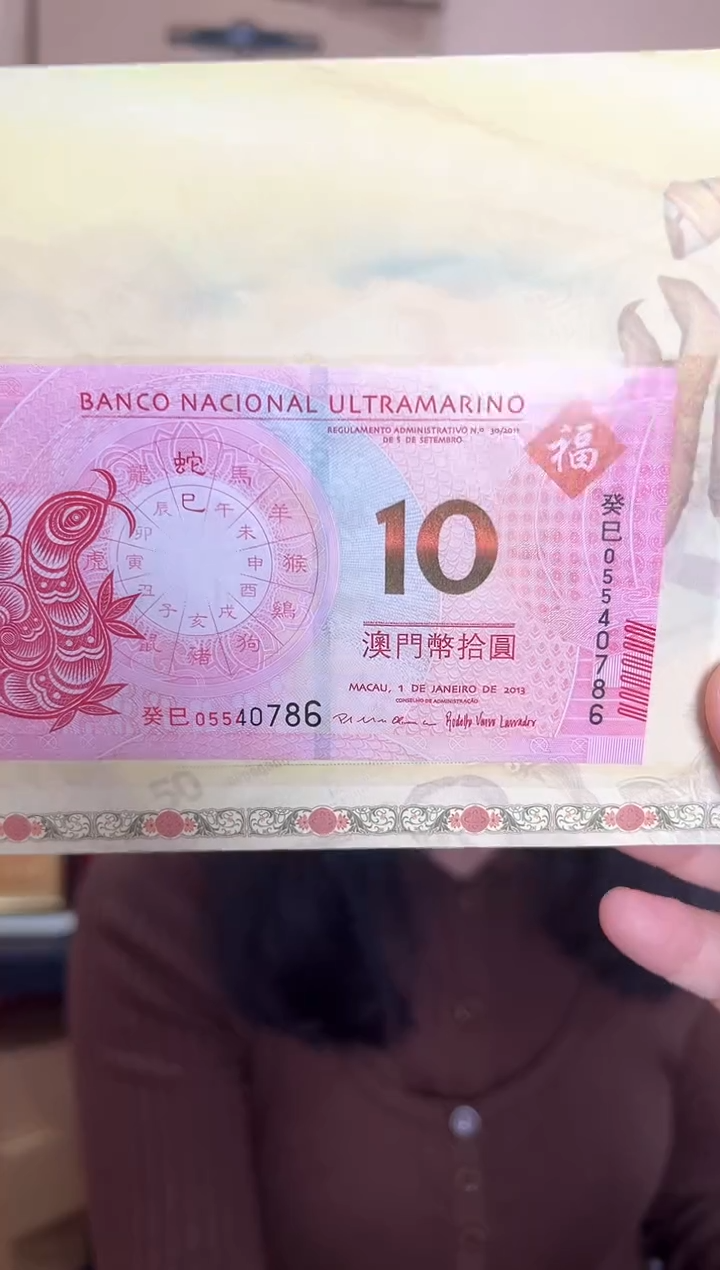 BANCO NACIONAL ULTRAMARINO
REGULAMENTO ADMINISTRATIVO N.º 30/2011
DE 5 DE SETEMBRO
福
龍 蛇 馬 羊 猴 鷄 狗 豬 鼠 虎
辰 巳 午 未 申 酉 戌 亥 子 丑 寅 卯
10
澳門幣拾圓
MACAU, 1 DE JANEIRO DE 2013
CONSELHO DE ADMINISTRAÇÃO
癸巳05540786
癸巳05540786
50